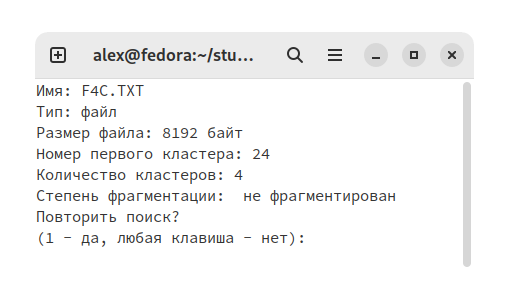 alex@fedora:~/stu...
Имя: F4C.TXT
Тип: файл
Размер файла: 8192 байт
Номер первого кластера: 24
Количество кластеров: 4
Степень фрагментации:  не фрагментирован
Повторить поиск?
(1 - да, любая клавиша - нет):